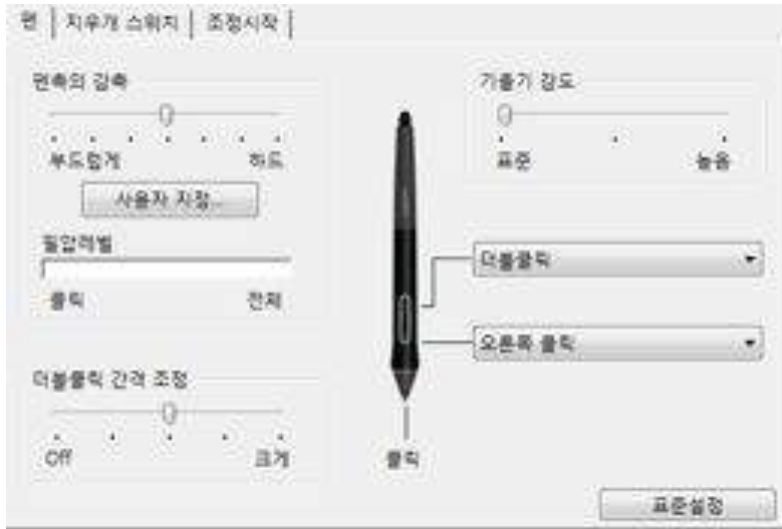 펜 지우개 스위치 조정시작
펜촉의 감촉
부드럽게 하드
사용자 지정...
필압레벨
클릭 전체
더블클릭 간격 조정
Off 크게
기울기 강도
표준 높음
더블클릭
오른쪽 클릭
클릭
표준설정